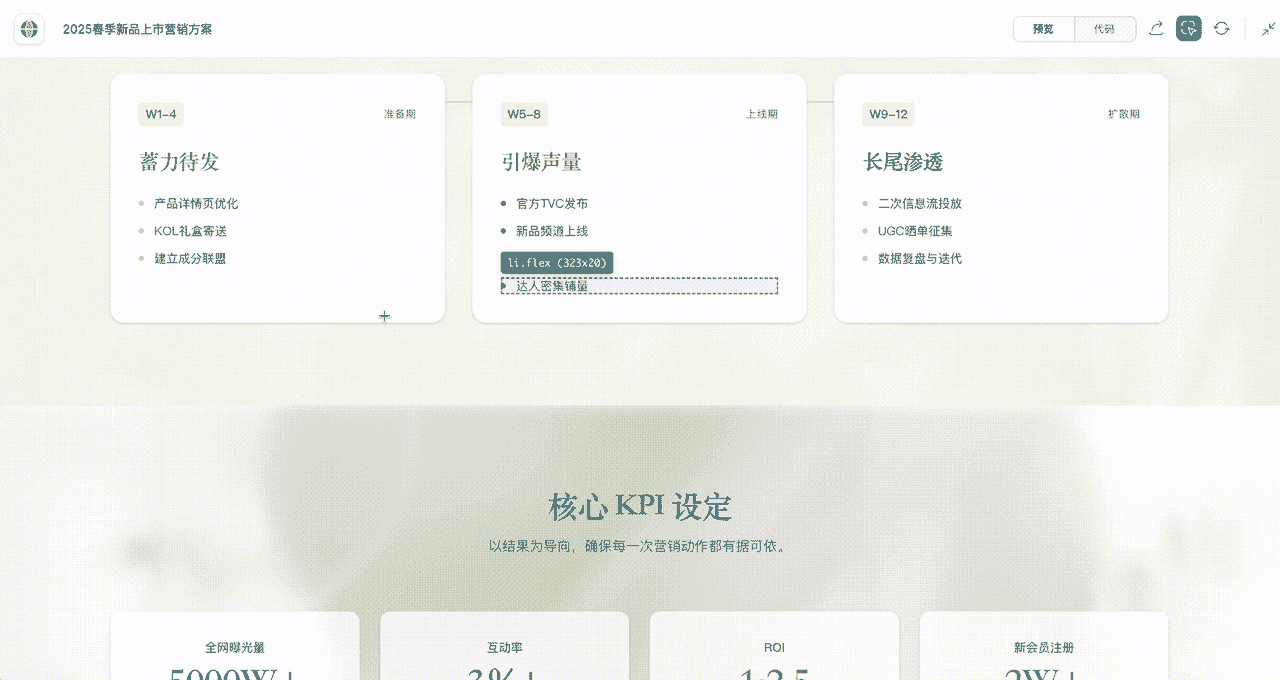 2025春季新品上市营销方案
预览
代码
W1–4
准备期
蓄力待发
产品详情页优化
KOL礼盒寄送
建立成分联盟
W5–8
上线期
引爆声量
官方TVC发布
新品频道上线
li.flex (323x20)
达人密集铺量
W9–12
扩散期
长尾渗透
二次信息流投放
UGC晒单征集
数据复盘与迭代
核心 KPI 设定
以结果为导向，确保每一次营销动作都有据可依。
全网曝光量
5000W+
互动率
3%+
ROI
1:2.5
新会员注册
2W+